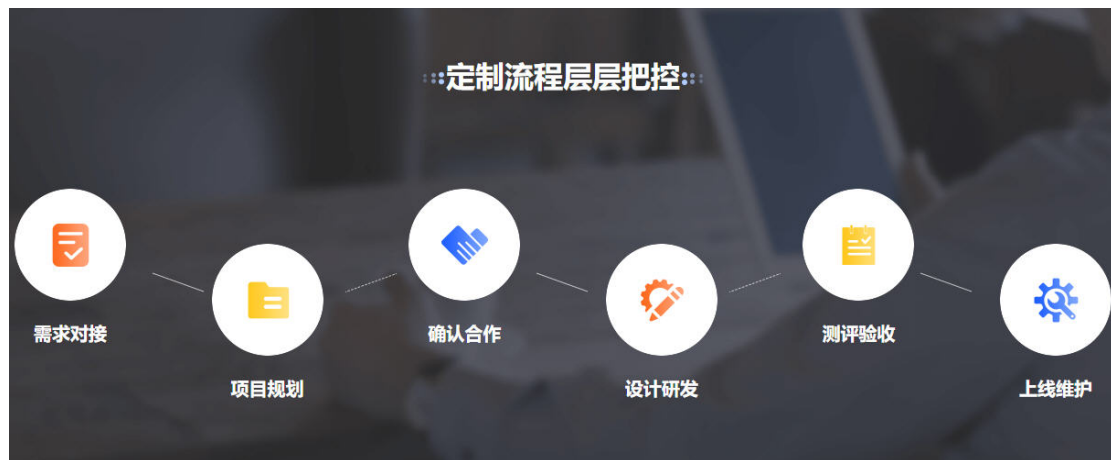 定制流程层层把控
需求对接
项目规划
确认合作
设计研发
测评验收
上线维护